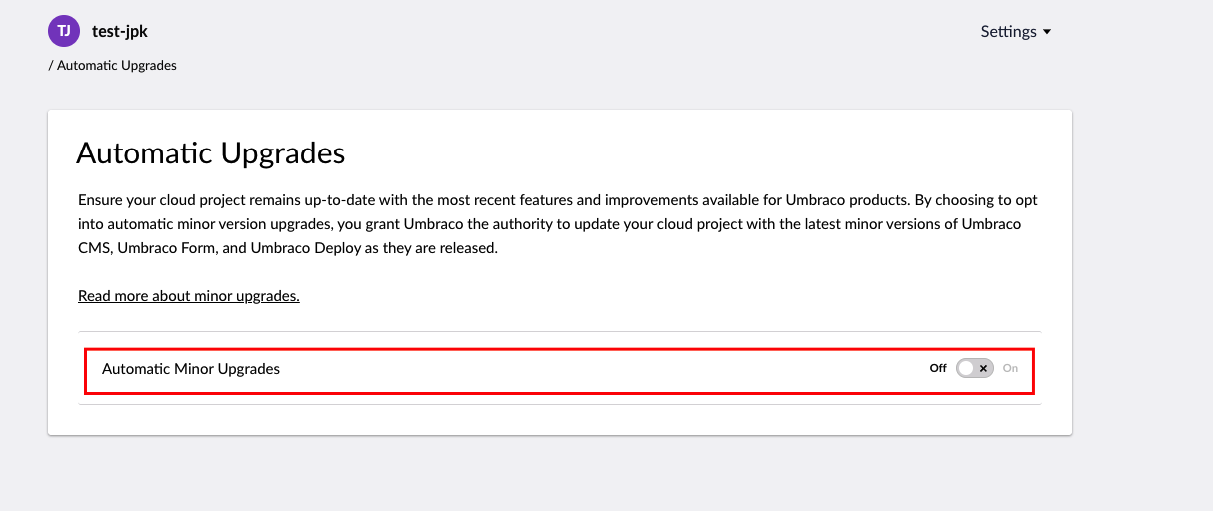 TJ test-jpk
Settings
/ Automatic Upgrades
Automatic Upgrades
Ensure your cloud project remains up-to-date with the most recent features and improvements available for Umbraco products. By choosing to opt
into automatic minor version upgrades, you grant Umbraco the authority to update your cloud project with the latest minor versions of Umbraco
CMS, Umbraco Form, and Umbraco Deploy as they are released.
Read more about minor upgrades.
Automatic Minor Upgrades
Off On